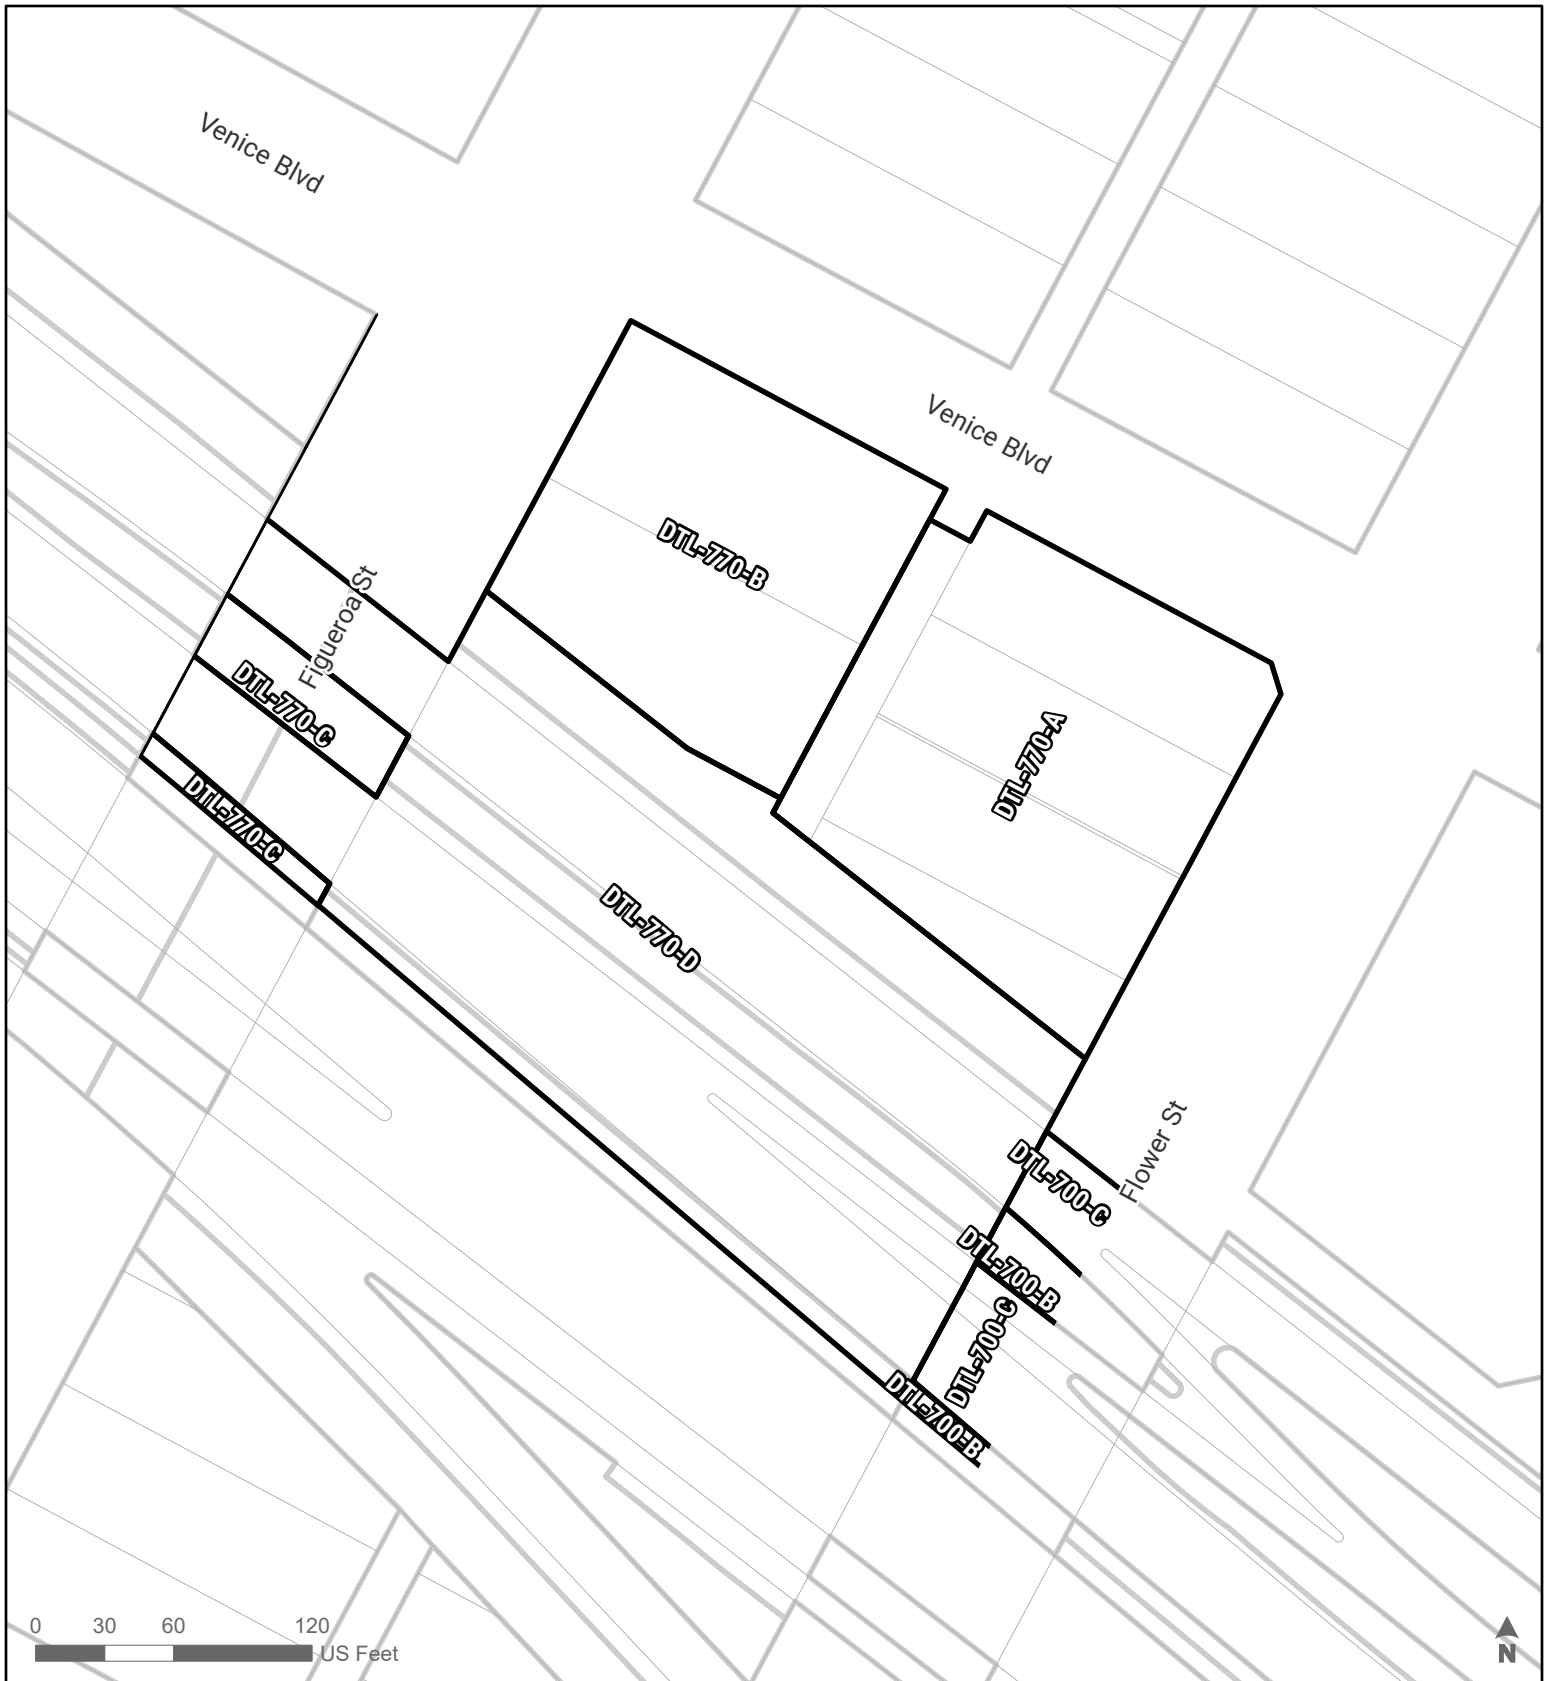 Venice Blvd
Venice Blvd
DTL-770-B
Figueroa St
DTL-770-C
DTL-770-A
DTL-770-C
DTL-770-D
Flower St
DTL-700-C
DTL-700-B
DTL-700-C
DTL-700-B
0 30 60 120
US Feet
N